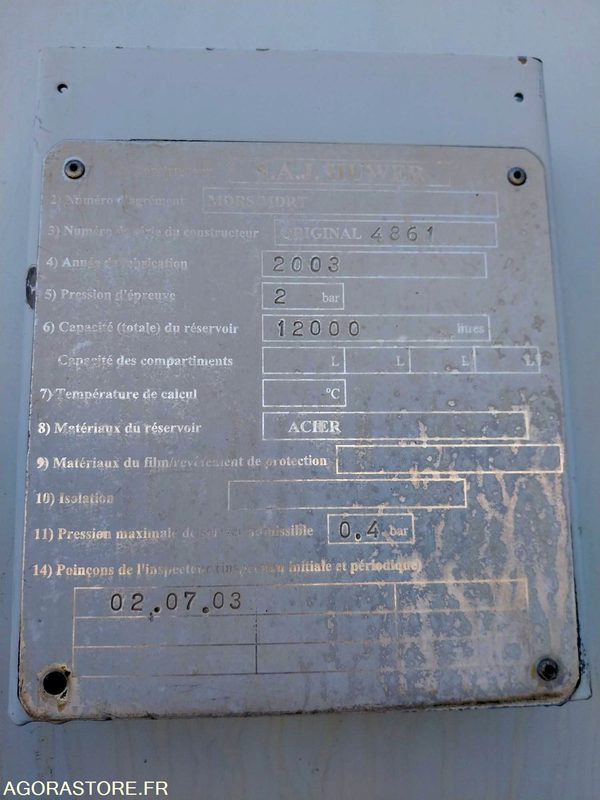 S.A.J. HUWER
2) Numéro d'agrément MDRS/MDRT
3) Numéro de série du constructeur ORIGINAL 4861
4) Année de fabrication 2003
5) Pression d'épreuve 2 bar
6) Capacité (totale) du réservoir 12000 litres
Capacité des compartiments L L L L
7) Température de calcul °C
8) Matériaux du réservoir ACIER
9) Matériaux du film/revêtement de protection
10) Isolation
11) Pression maximale de service admissible 0.4 bar
14) Poinçons de l'inspecteur (inspection initiale et périodique)
02.07.03
AGORASTORE.FR